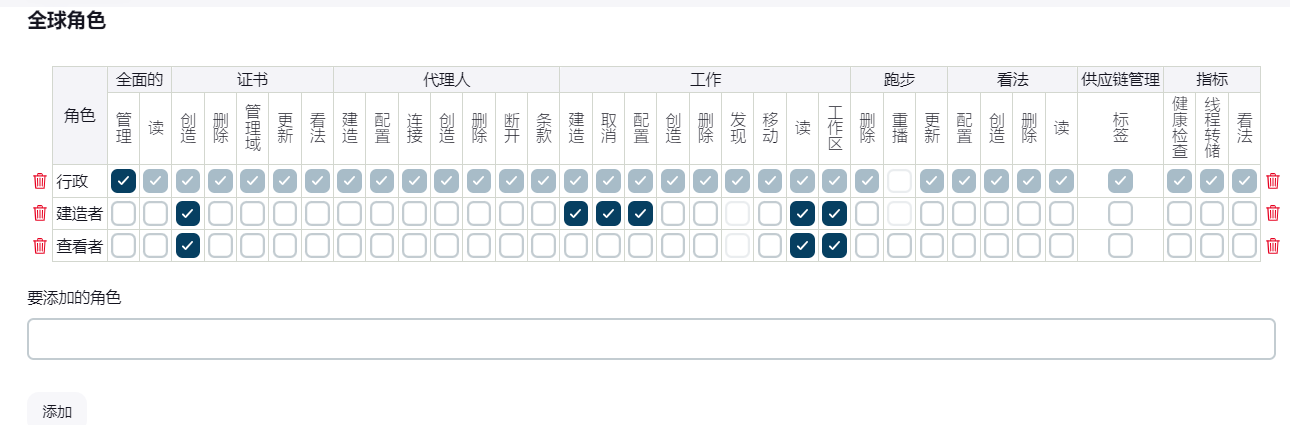 全球角色
角色 全面的 证书 代理人 工作 跑步 看法 供应链管理 指标
管理 读 创造 删除 管理域 更新 看法 建造 配置 连接 创造 删除 断开 条款 建造 取消 配置 创造 删除 发现 移动 读 工作区 删除 重播 更新 配置 创造 删除 读 标签 健康检查 线程转储 看法
行政
建造者
查看者
要添加的角色
添加